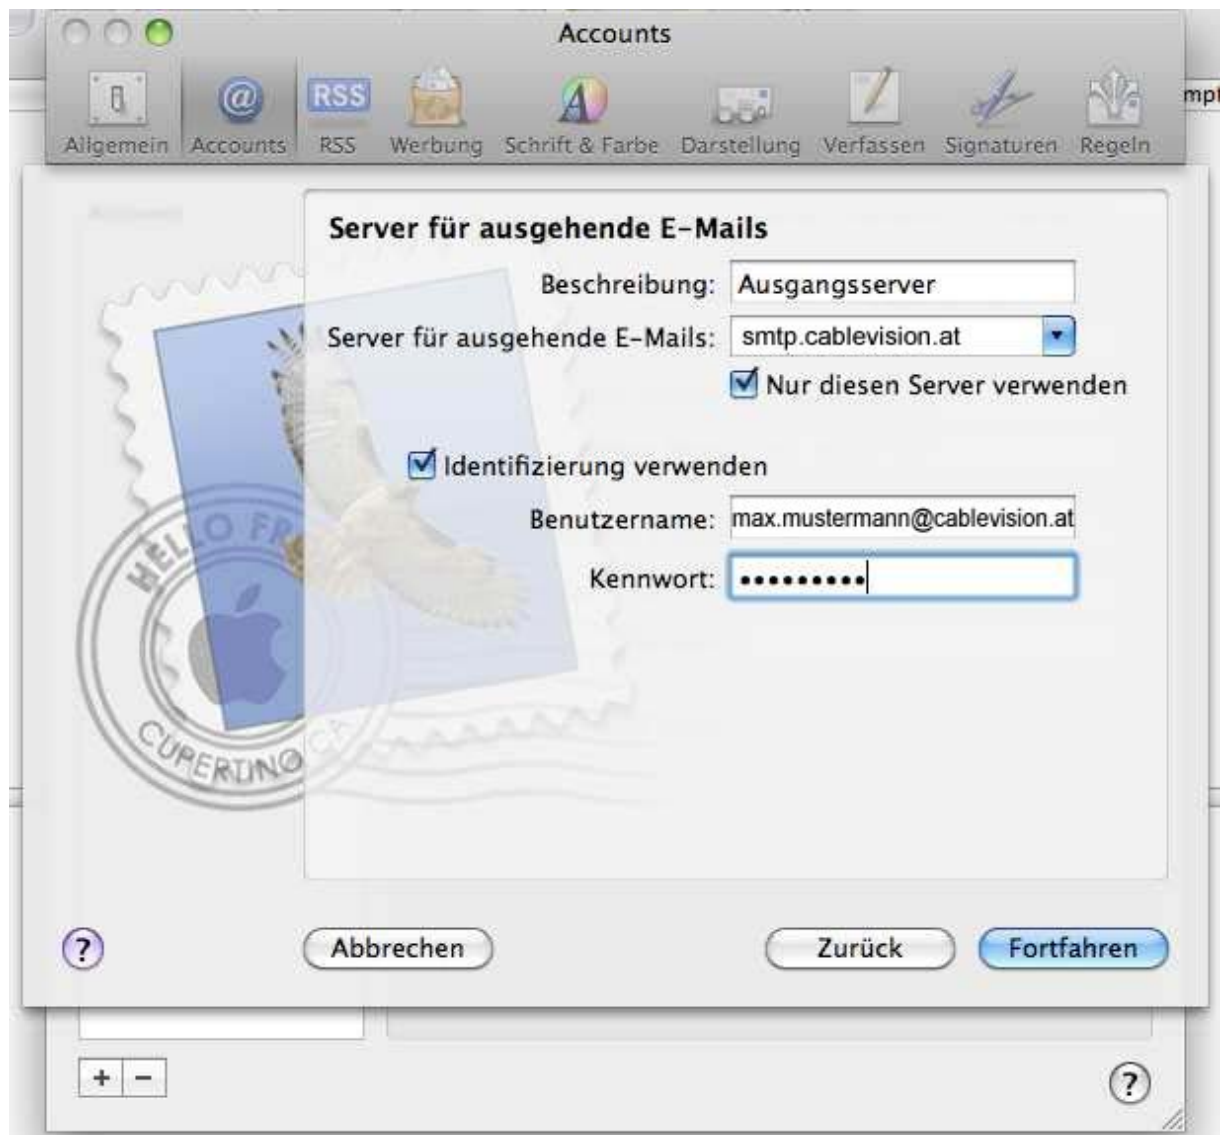 Accounts
mpt
Allgemein Accounts RSS Werbung Schrift & Farbe Darstellung Verfassen Signaturen Regeln
RSS
Server für ausgehende E-Mails
Beschreibung: Ausgangsserver
Server für ausgehende E-Mails: smtp.cablevision.at
Nur diesen Server verwenden
Identifizierung verwenden
Benutzername: max.mustermann@cablevision.at
Kennwort: •••••••••
HELLO FR
CUPERTINO CA
? Abbrechen Zurück Fortfahren
+ − ?